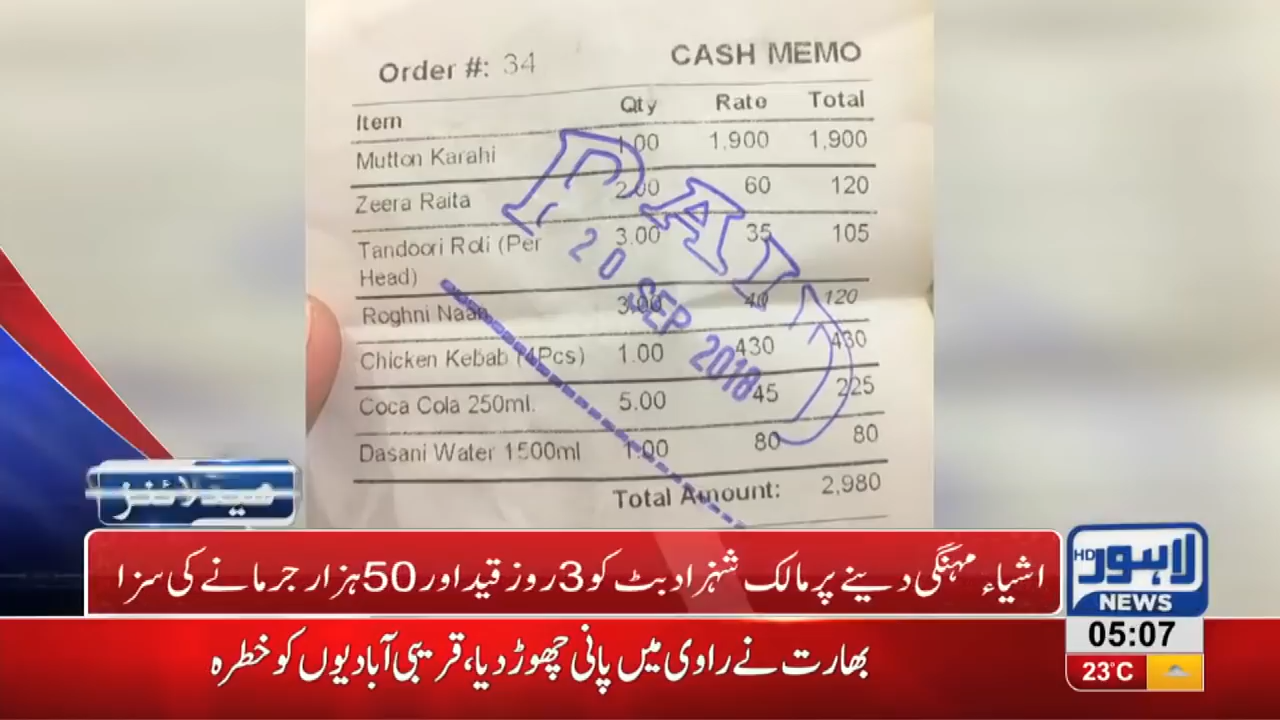 Order #: 34
CASH MEMO
Item Qty Rate Total
Mutton Karahi 1.00 1,900 1,900
Zeera Raita 2.00 60 120
Tandoori Roti (Per 3.00 35 105
Head)
Roghni Naan 3.00 40 120
Chicken Kebab (4Pcs) 1.00 430 430
Coca Cola 250ml. 5.00 45 225
Dasani Water 1500ml 1.00 80 80
Total Amount: 2,980
PAID
20 SEP 2018
ہیڈلائنز
اشیاء مہنگی دینے پر مالک شہزاد بٹ کو 3 روز قید اور 50 ہزار جرمانے کی سزا
بھارت نے راوی میں پانی چھوڑ دیا، قریبی آبادیوں کو خطرہ
HD
لاہور
NEWS
05:07
23°C